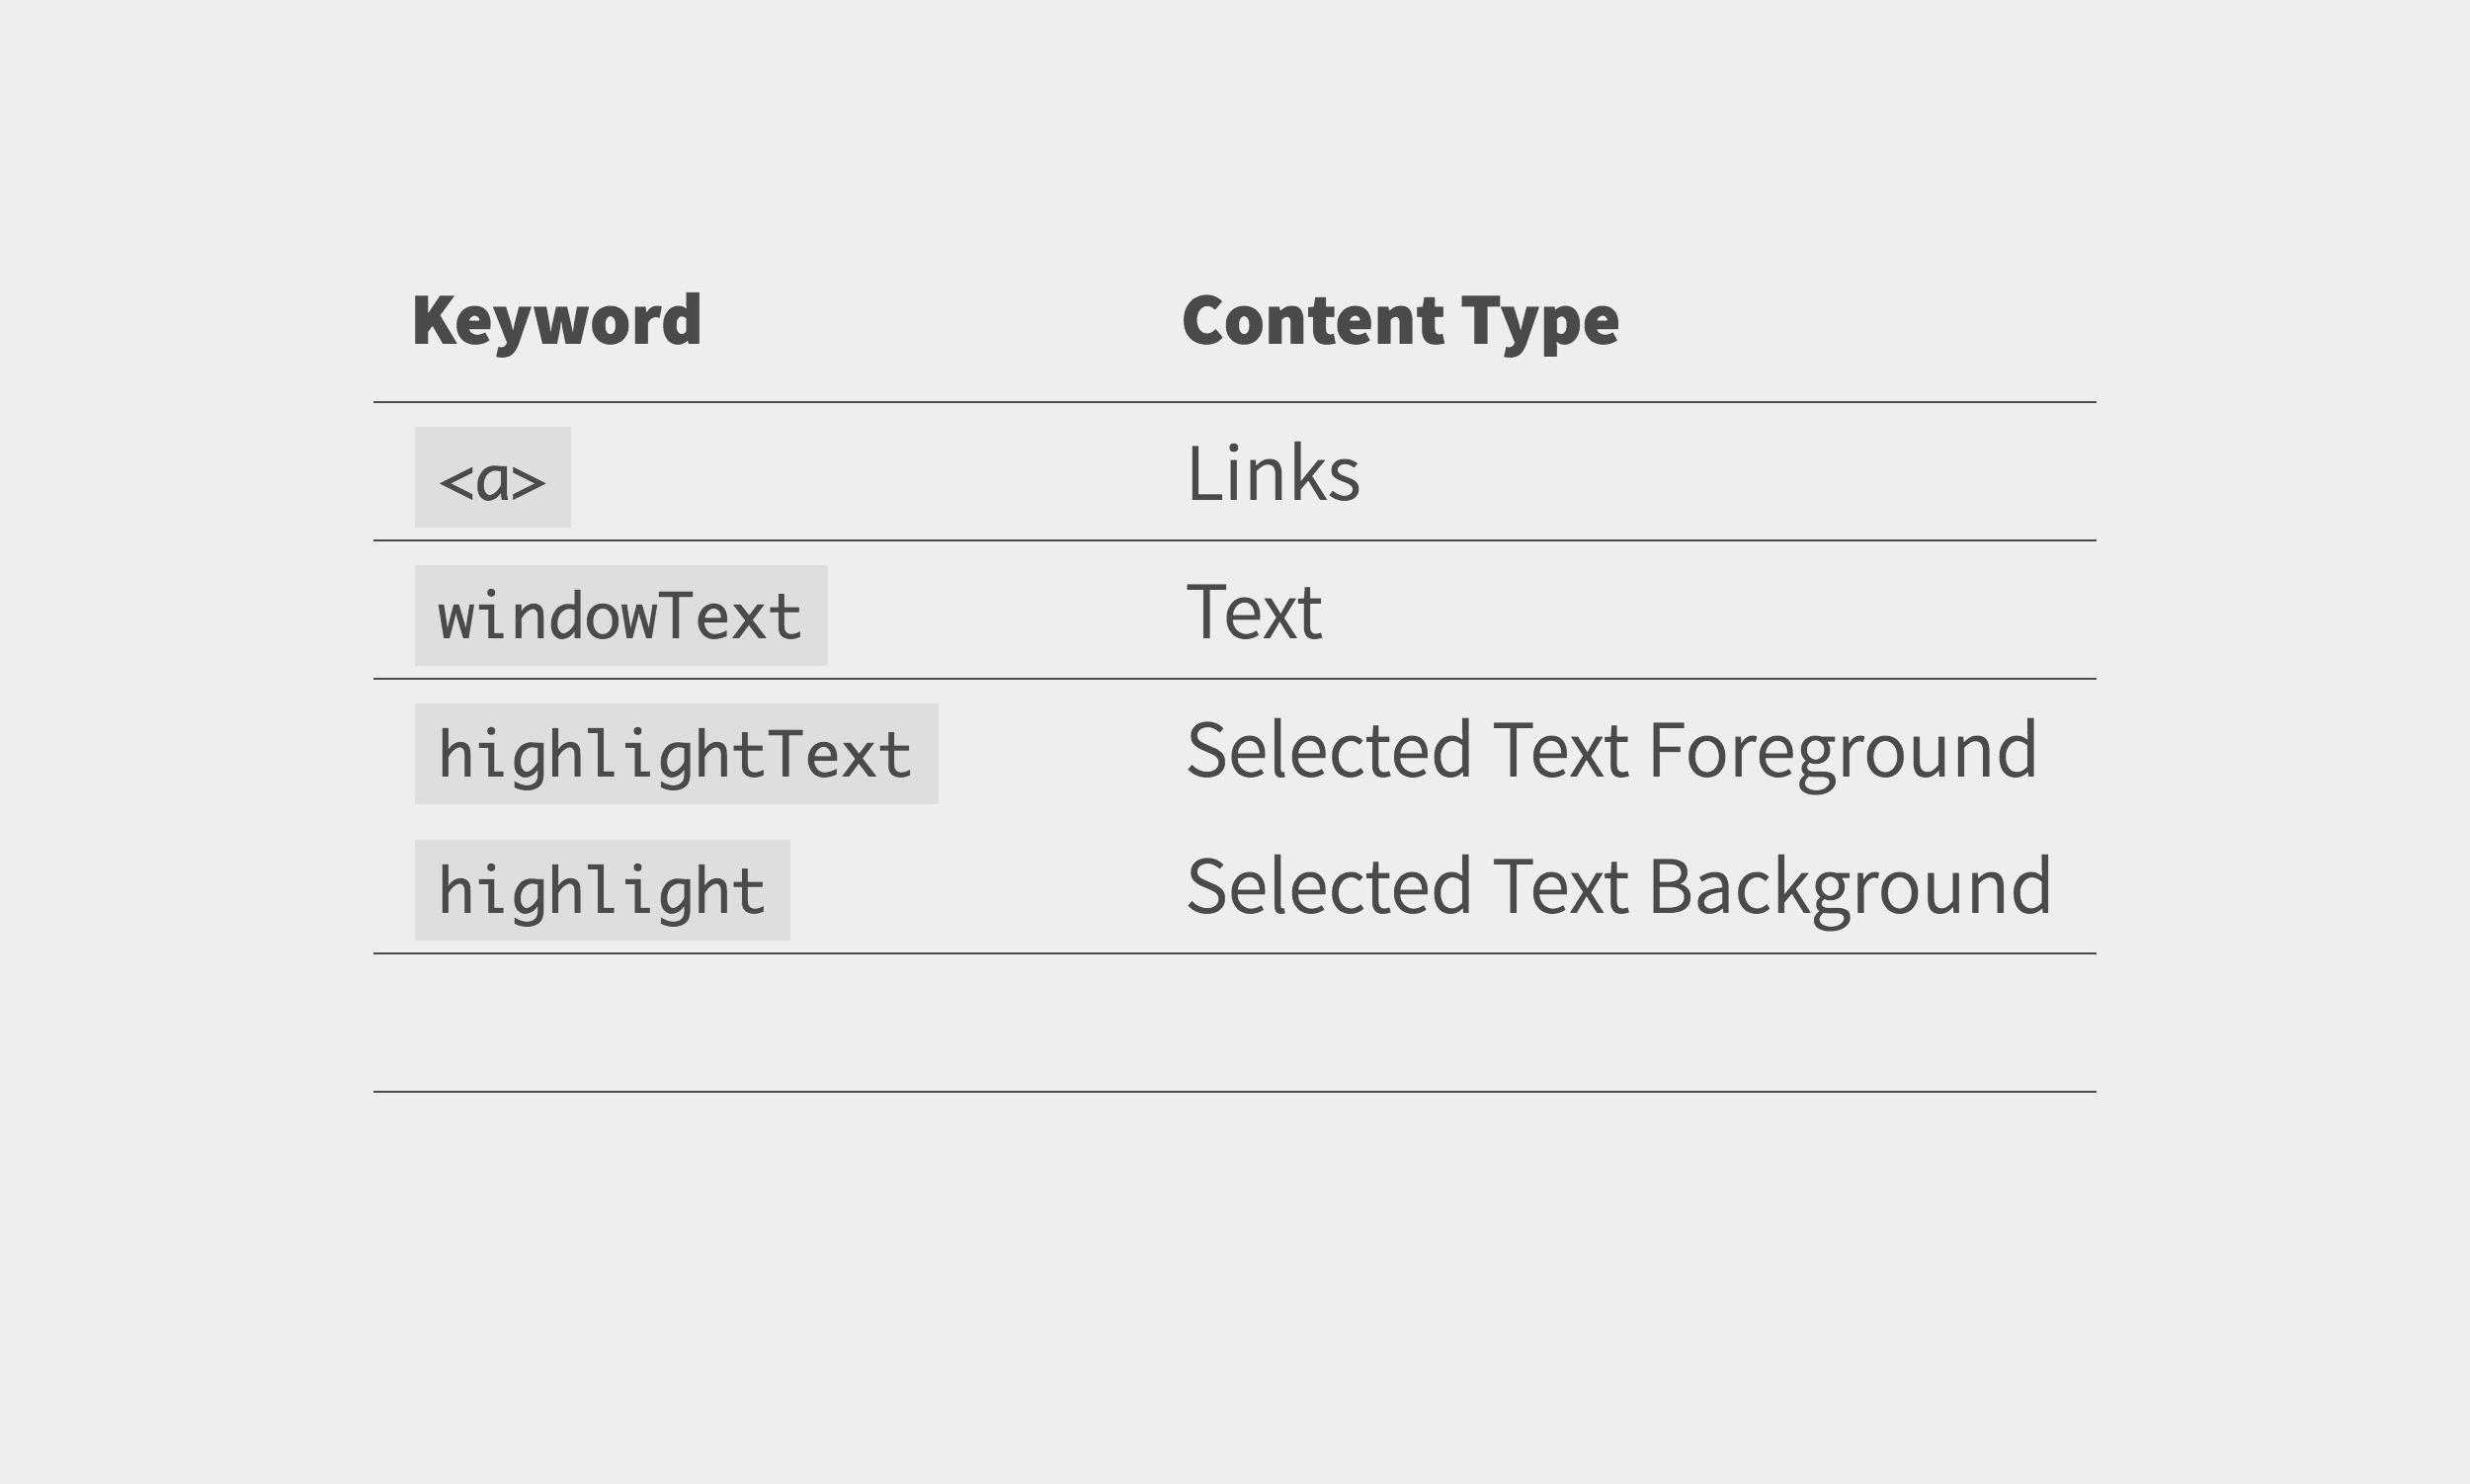 Keyword Content Type
<a> Links
windowText Text
highlightText Selected Text Foreground
highlight Selected Text Background